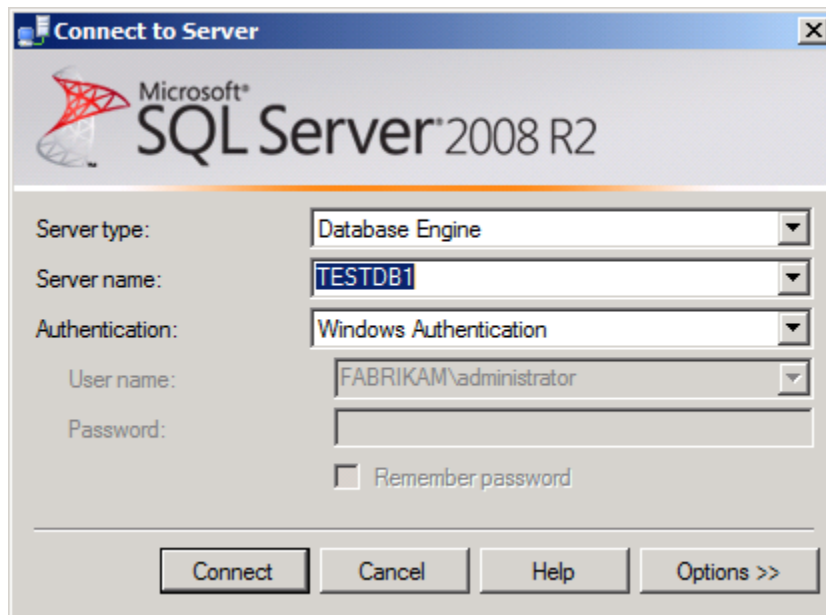 Connect to Server
Microsoft®
SQL Server® 2008 R2
Server type: Database Engine
Server name: TESTDB1
Authentication: Windows Authentication
User name: FABRIKAM\administrator
Password:
Remember password
Connect Cancel Help Options >>